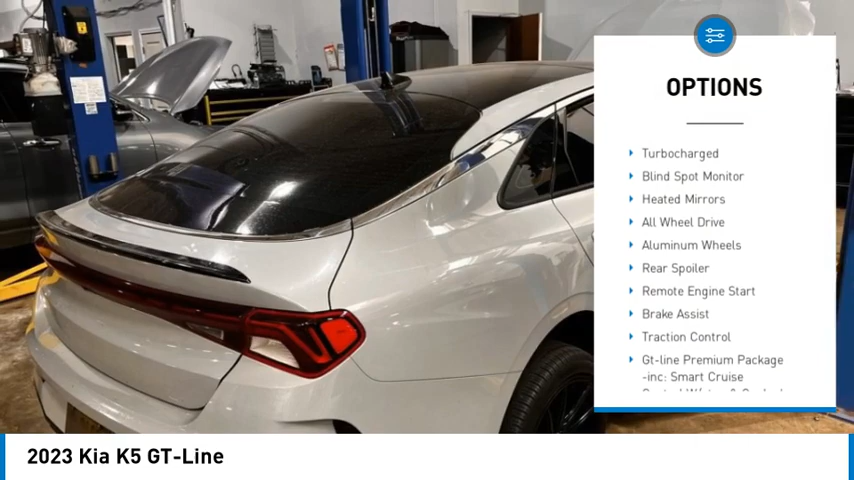 OPTIONS
Turbocharged
Blind Spot Monitor
Heated Mirrors
All Wheel Drive
Aluminum Wheels
Rear Spoiler
Remote Engine Start
Brake Assist
Traction Control
Gt-line Premium Package
-inc: Smart Cruise
2023 Kia K5 GT-Line